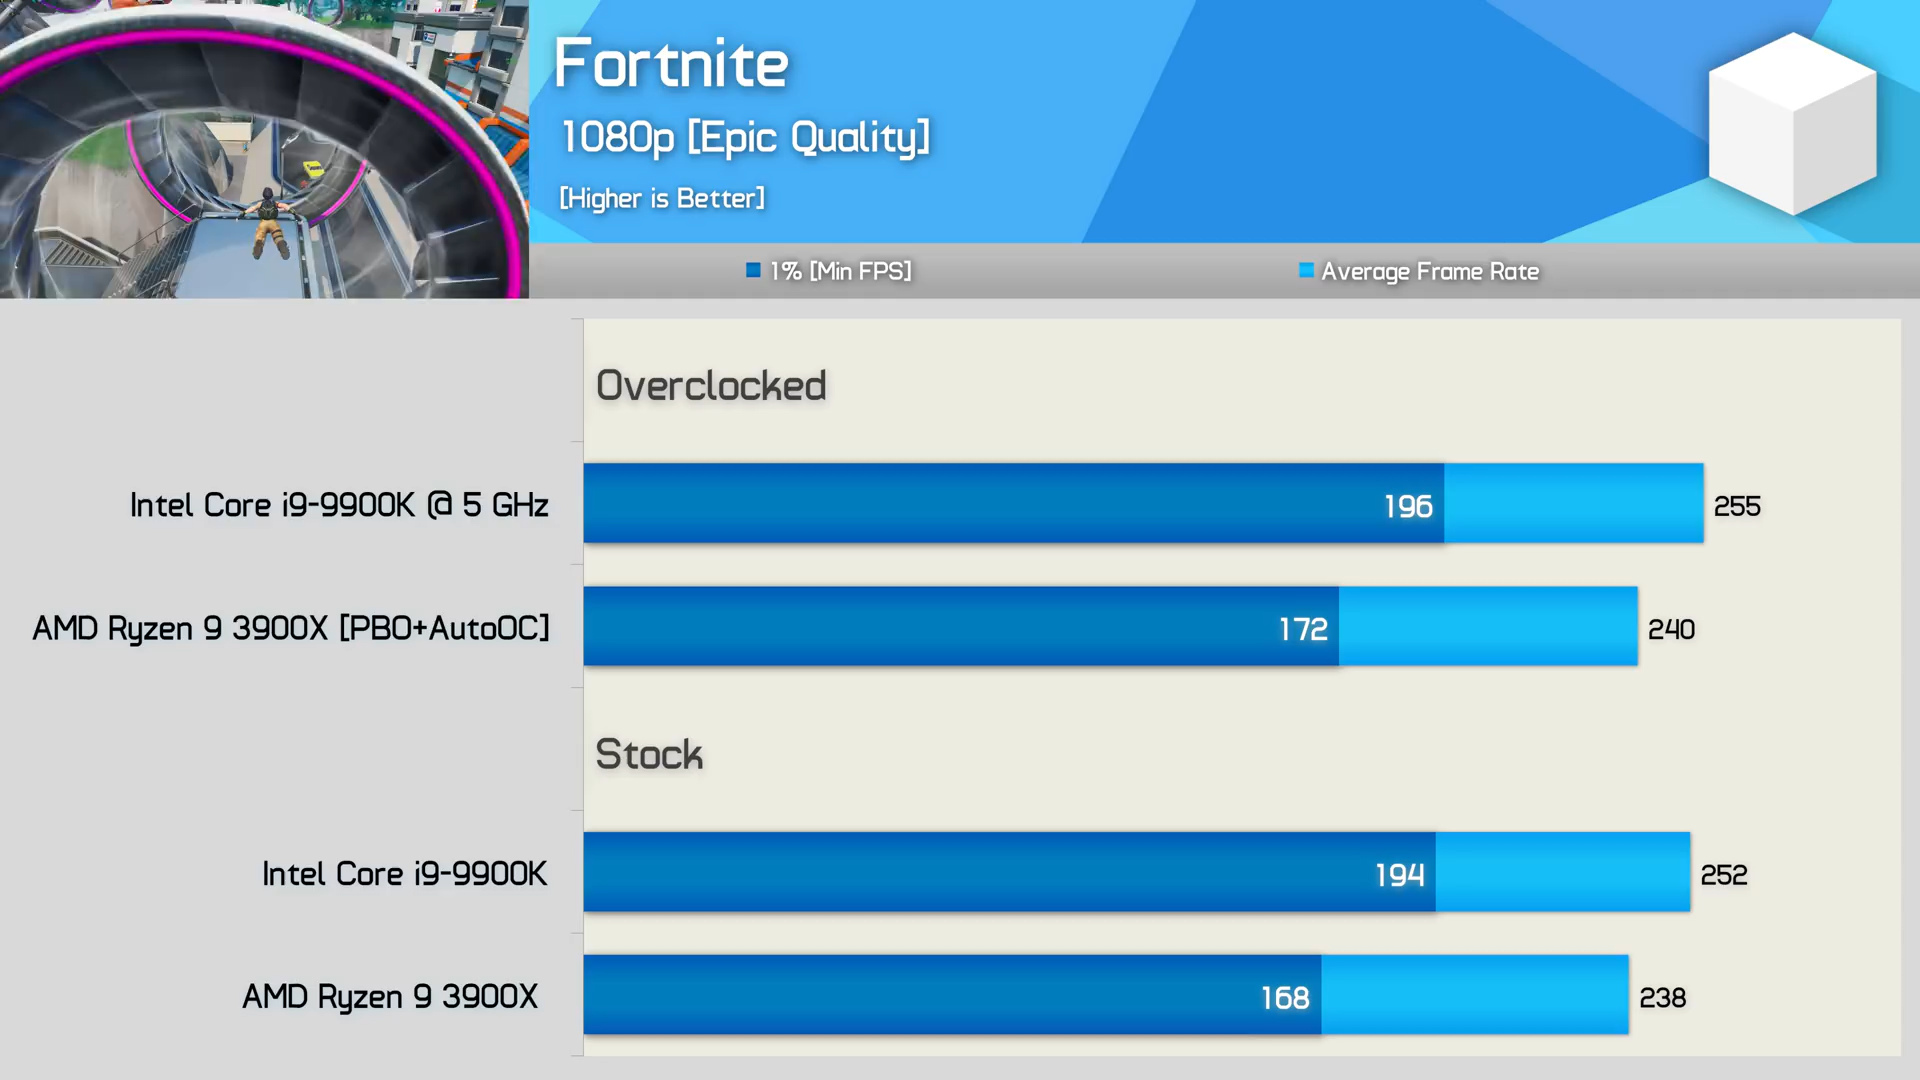 Fortnite
1080p [Epic Quality]
[Higher is Better]
1% [Min FPS]
Average Frame Rate
Overclocked
Intel Core i9-9900K @ 5 GHz
196
255
AMD Ryzen 9 3900X [PBO+AutoOC]
172
240
Stock
Intel Core i9-9900K
194
252
AMD Ryzen 9 3900X
168
238